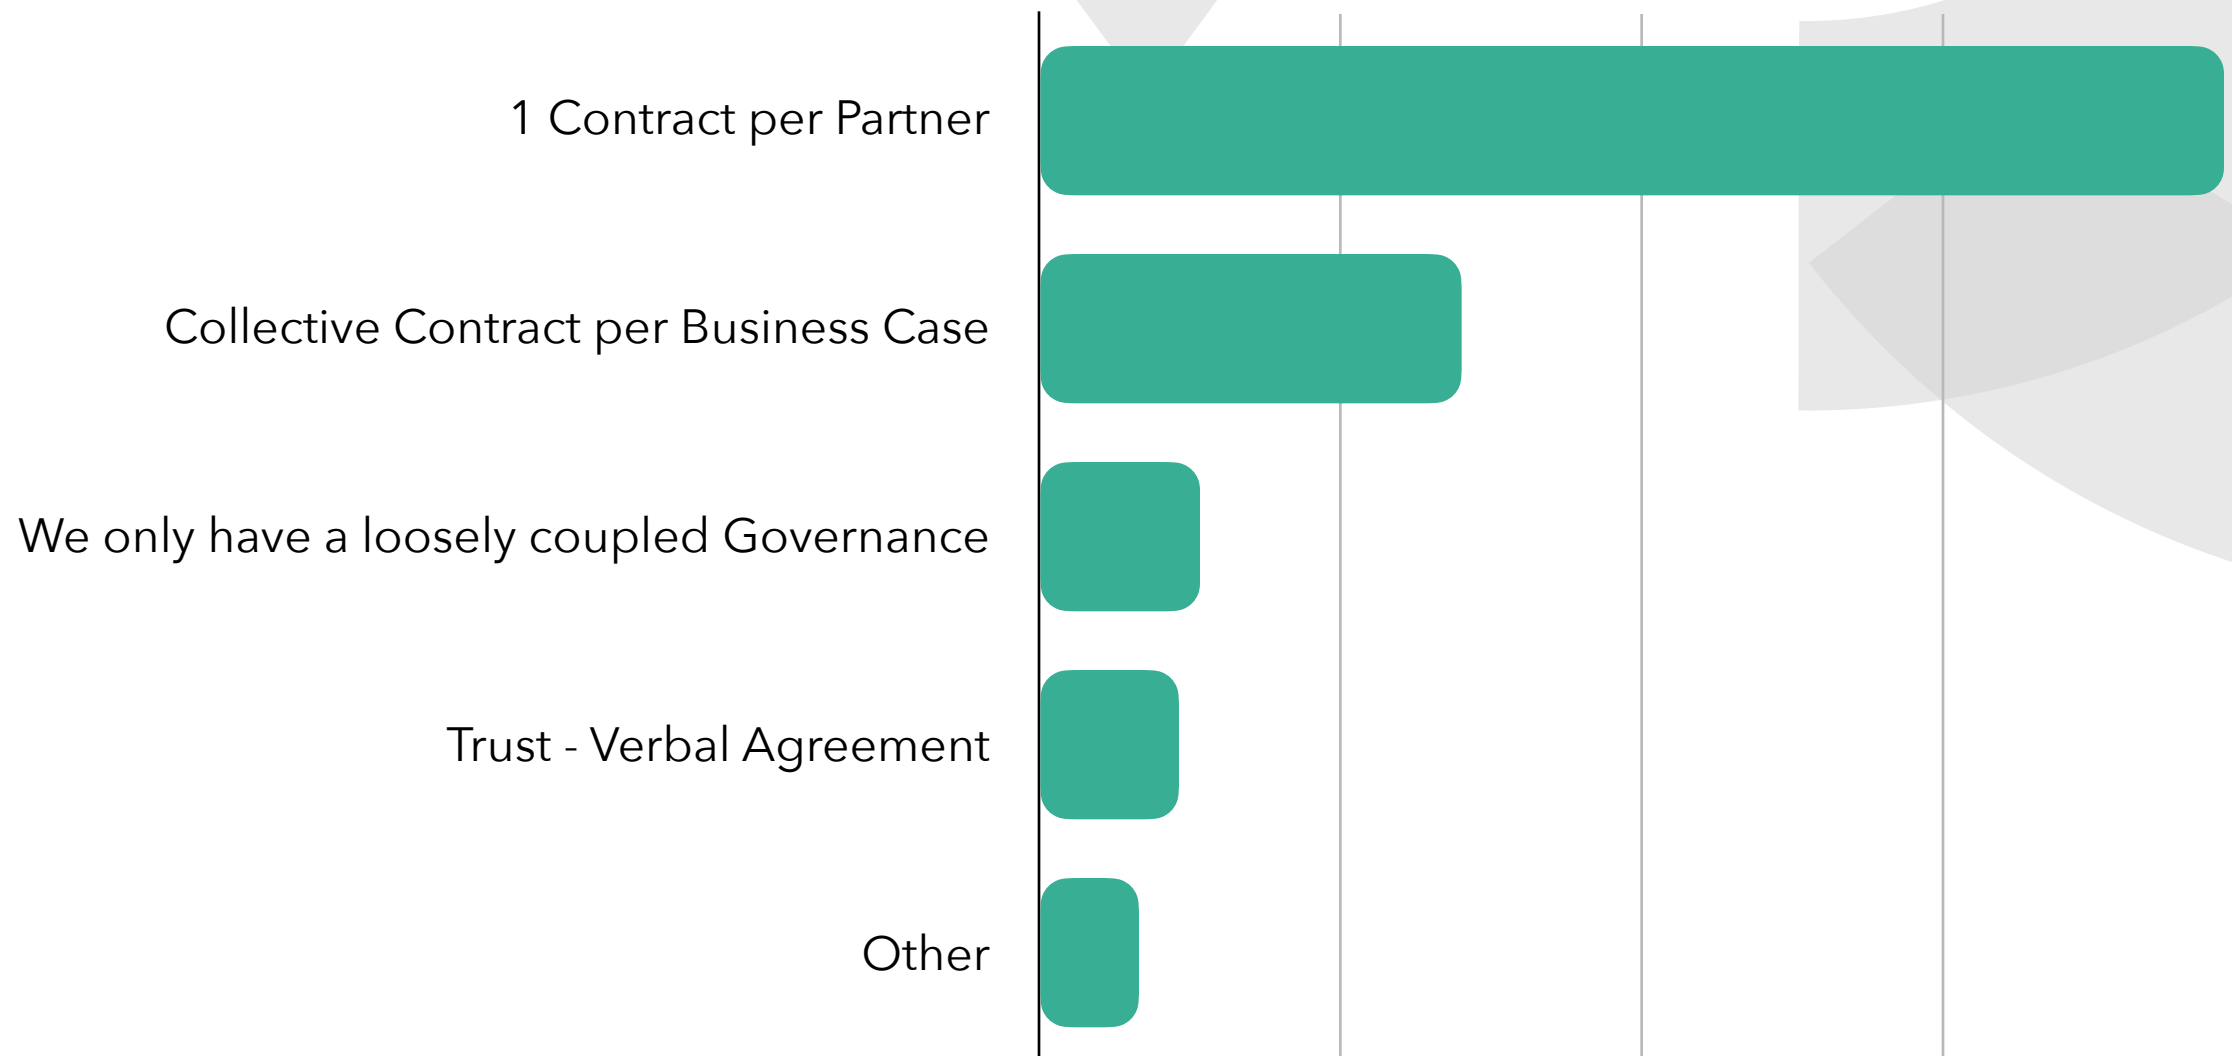 1 Contract per Partner
Collective Contract per Business Case
We only have a loosely coupled Governance
Trust - Verbal Agreement
Other